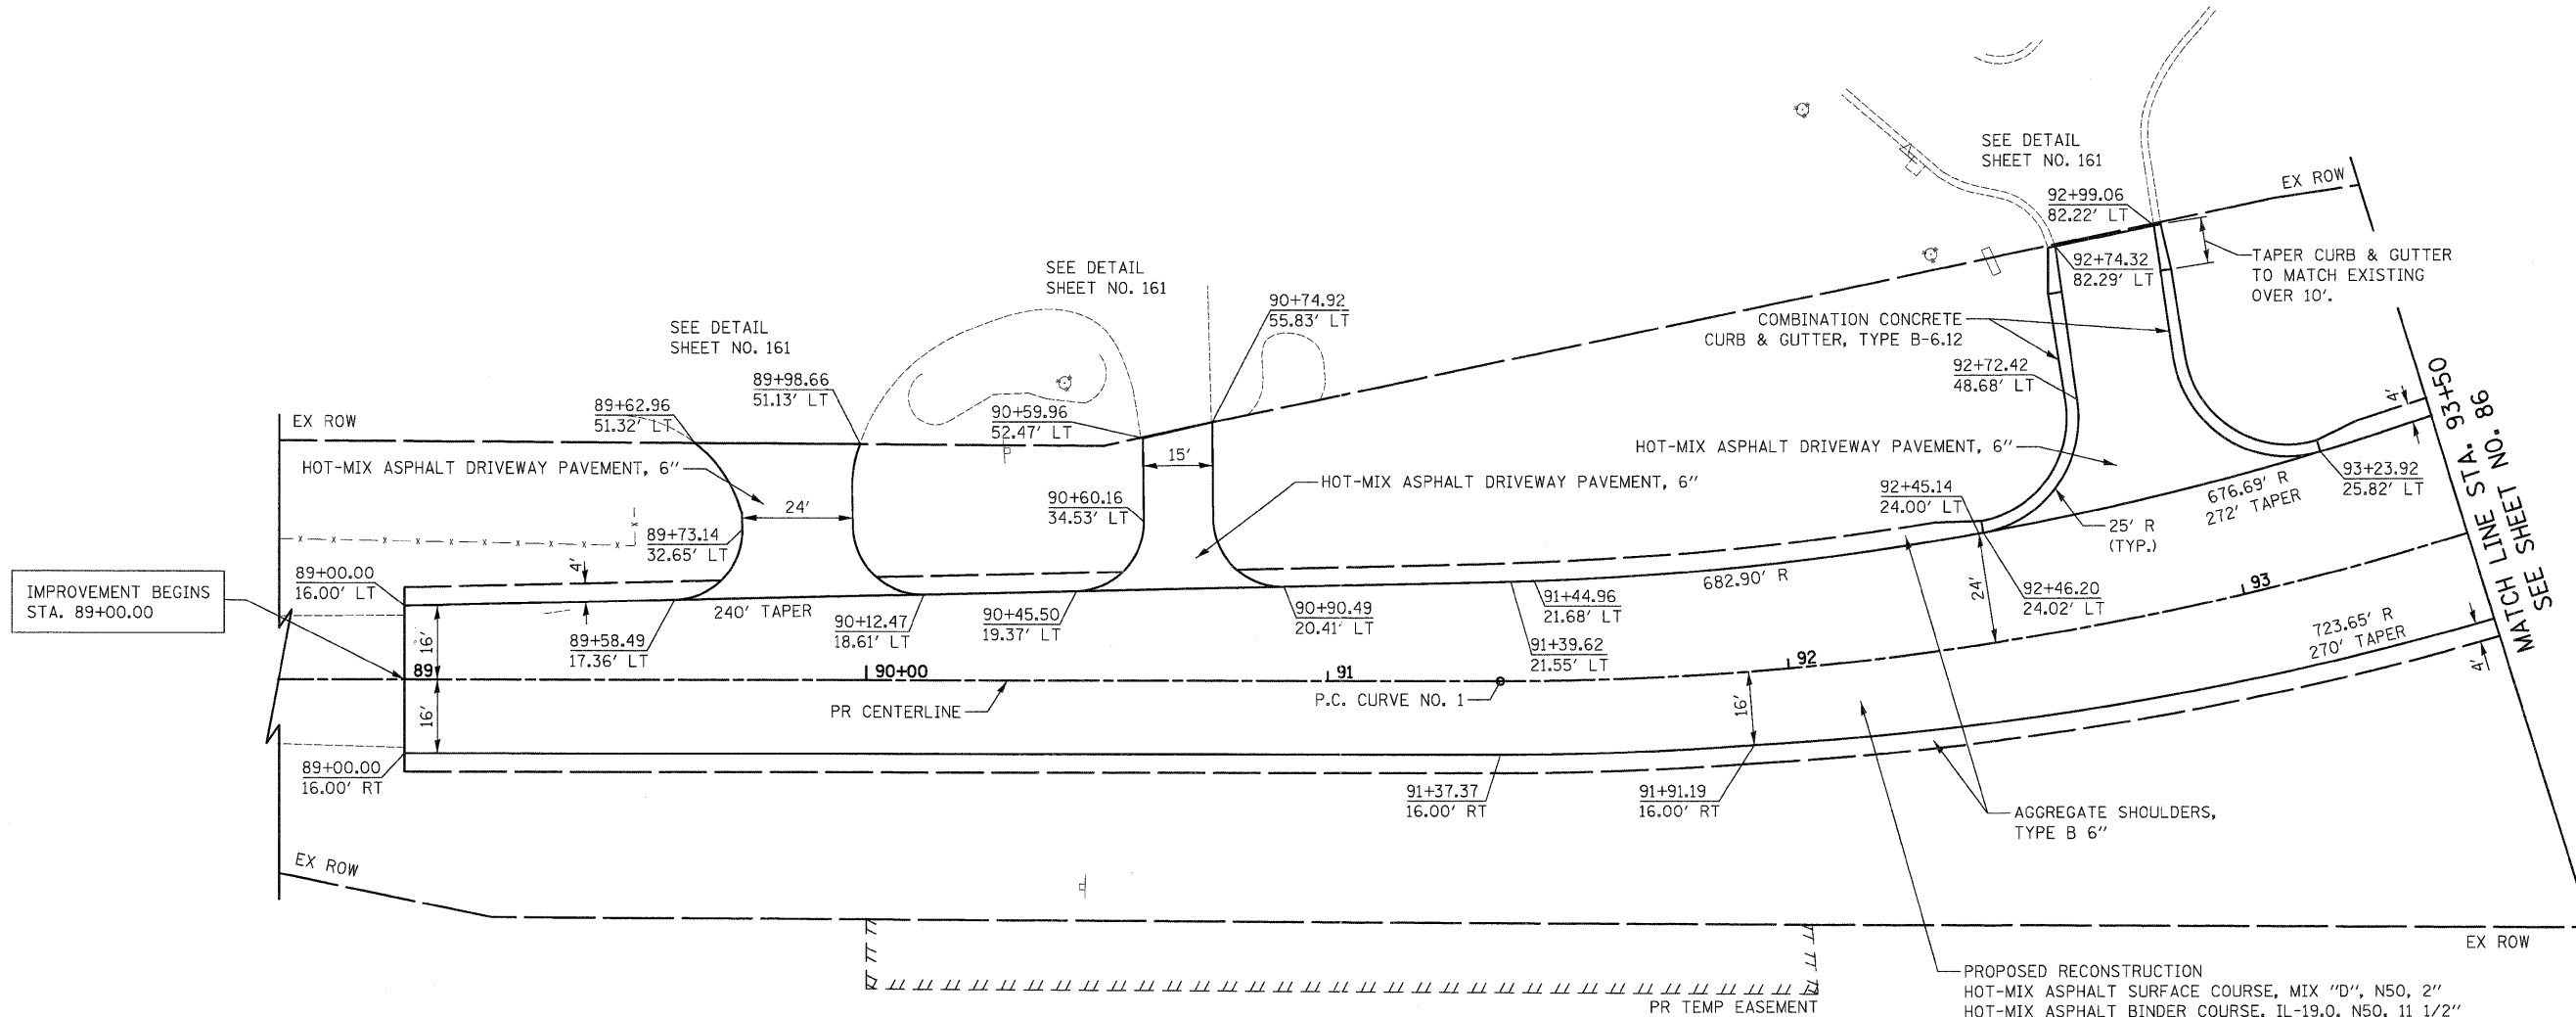 SEE DETAIL
SHEET NO. 161
92+99.06
82.22' LT
EX ROW
92+74.32
82.29' LT
TAPER CURB & GUTTER
TO MATCH EXISTING
OVER 10'.
SEE DETAIL
SHEET NO. 161
90+74.92
55.83' LT
COMBINATION CONCRETE
CURB & GUTTER, TYPE B-6.12
SEE DETAIL
SHEET NO. 161
92+72.42
48.68' LT
89+98.66
51.13' LT
89+62.96
51.32' LT
90+59.96
52.47' LT
EX ROW
4'
MATCH LINE STA. 93+50
SEE SHEET NO. 86
HOT-MIX ASPHALT DRIVEWAY PAVEMENT, 6"
HOT-MIX ASPHALT DRIVEWAY PAVEMENT, 6"
15'
P
HOT-MIX ASPHALT DRIVEWAY PAVEMENT, 6"
93+23.92
25.82' LT
676.69' R
272' TAPER
92+45.14
24.00' LT
24'
90+60.16
34.53' LT
25' R
(TYP.)
89+73.14
32.65' LT
4'
89+00.00
16.00' LT
IMPROVEMENT BEGINS
STA. 89+00.00
240' TAPER
682.90' R
24'
92+46.20
24.02' LT
93
89+58.49
17.36' LT
90+12.47
18.61' LT
90+45.50
19.37' LT
90+90.49
20.41' LT
91+44.96
21.68' LT
91+39.62
21.55' LT
723.65' R
270' TAPER
4'
16'
89
90+00
91
92
16'
PR CENTERLINE
P.C. CURVE NO. 1
16'
89+00.00
16.00' RT
91+37.37
16.00' RT
91+91.19
16.00' RT
AGGREGATE SHOULDERS,
TYPE B 6"
EX ROW
EX ROW
PR TEMP EASEMENT
PROPOSED RECONSTRUCTION
HOT-MIX ASPHALT SURFACE COURSE, MIX "D", N50, 2"
HOT-MIX ASPHALT BINDER COURSE, IL-19.0, N50, 11 1/2"